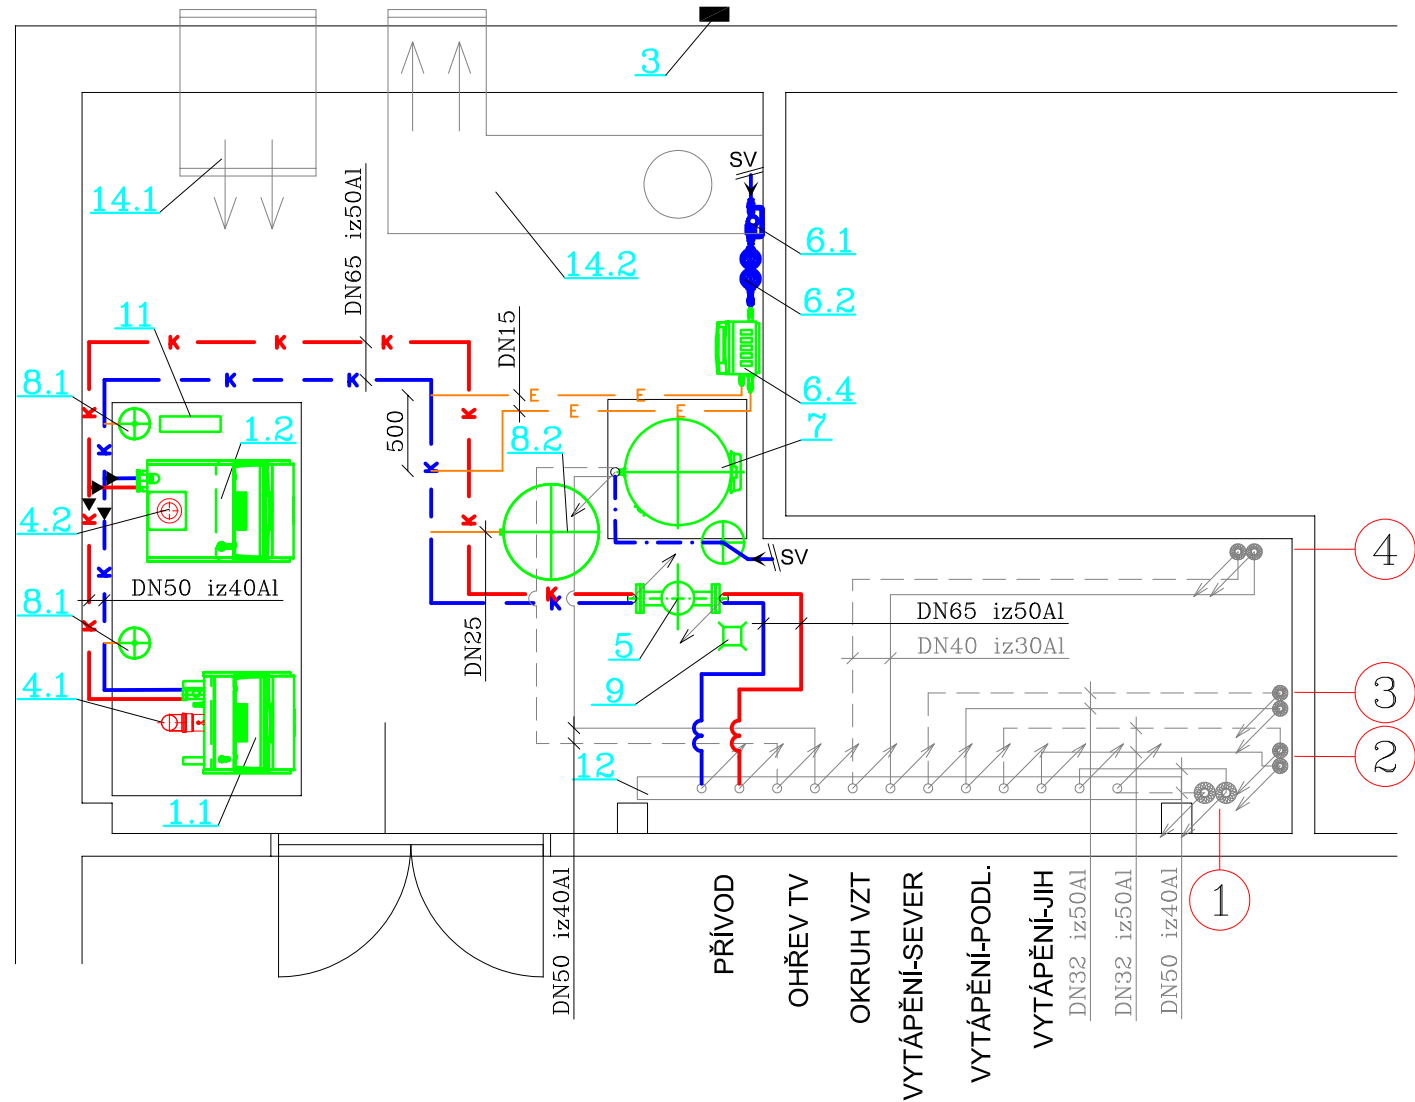 3
SV
14.1
14.2
DN65 iz50Al
6.1
6.2
11
DN15
K
K
K
K
K
8.1
500
E
E
E
E
6.4
7
K
K
1.2
8.2
K
K
4.2
K
K
SV
4
K
DN50 iz40Al
K
K
DN65 iz50Al
8.1
K
DN25
5
DN40 iz30Al
4.1
9
3
2
12
1.1
1
DN50 iz40Al
PŘÍVOD
OHŘEV TV
OKRUH VZT
VYTÁPĚNÍ-SEVER
VYTÁPĚNÍ-PODL.
VYTÁPĚNÍ-JIH
DN32 iz50Al
DN32 iz50Al
DN50 iz40Al